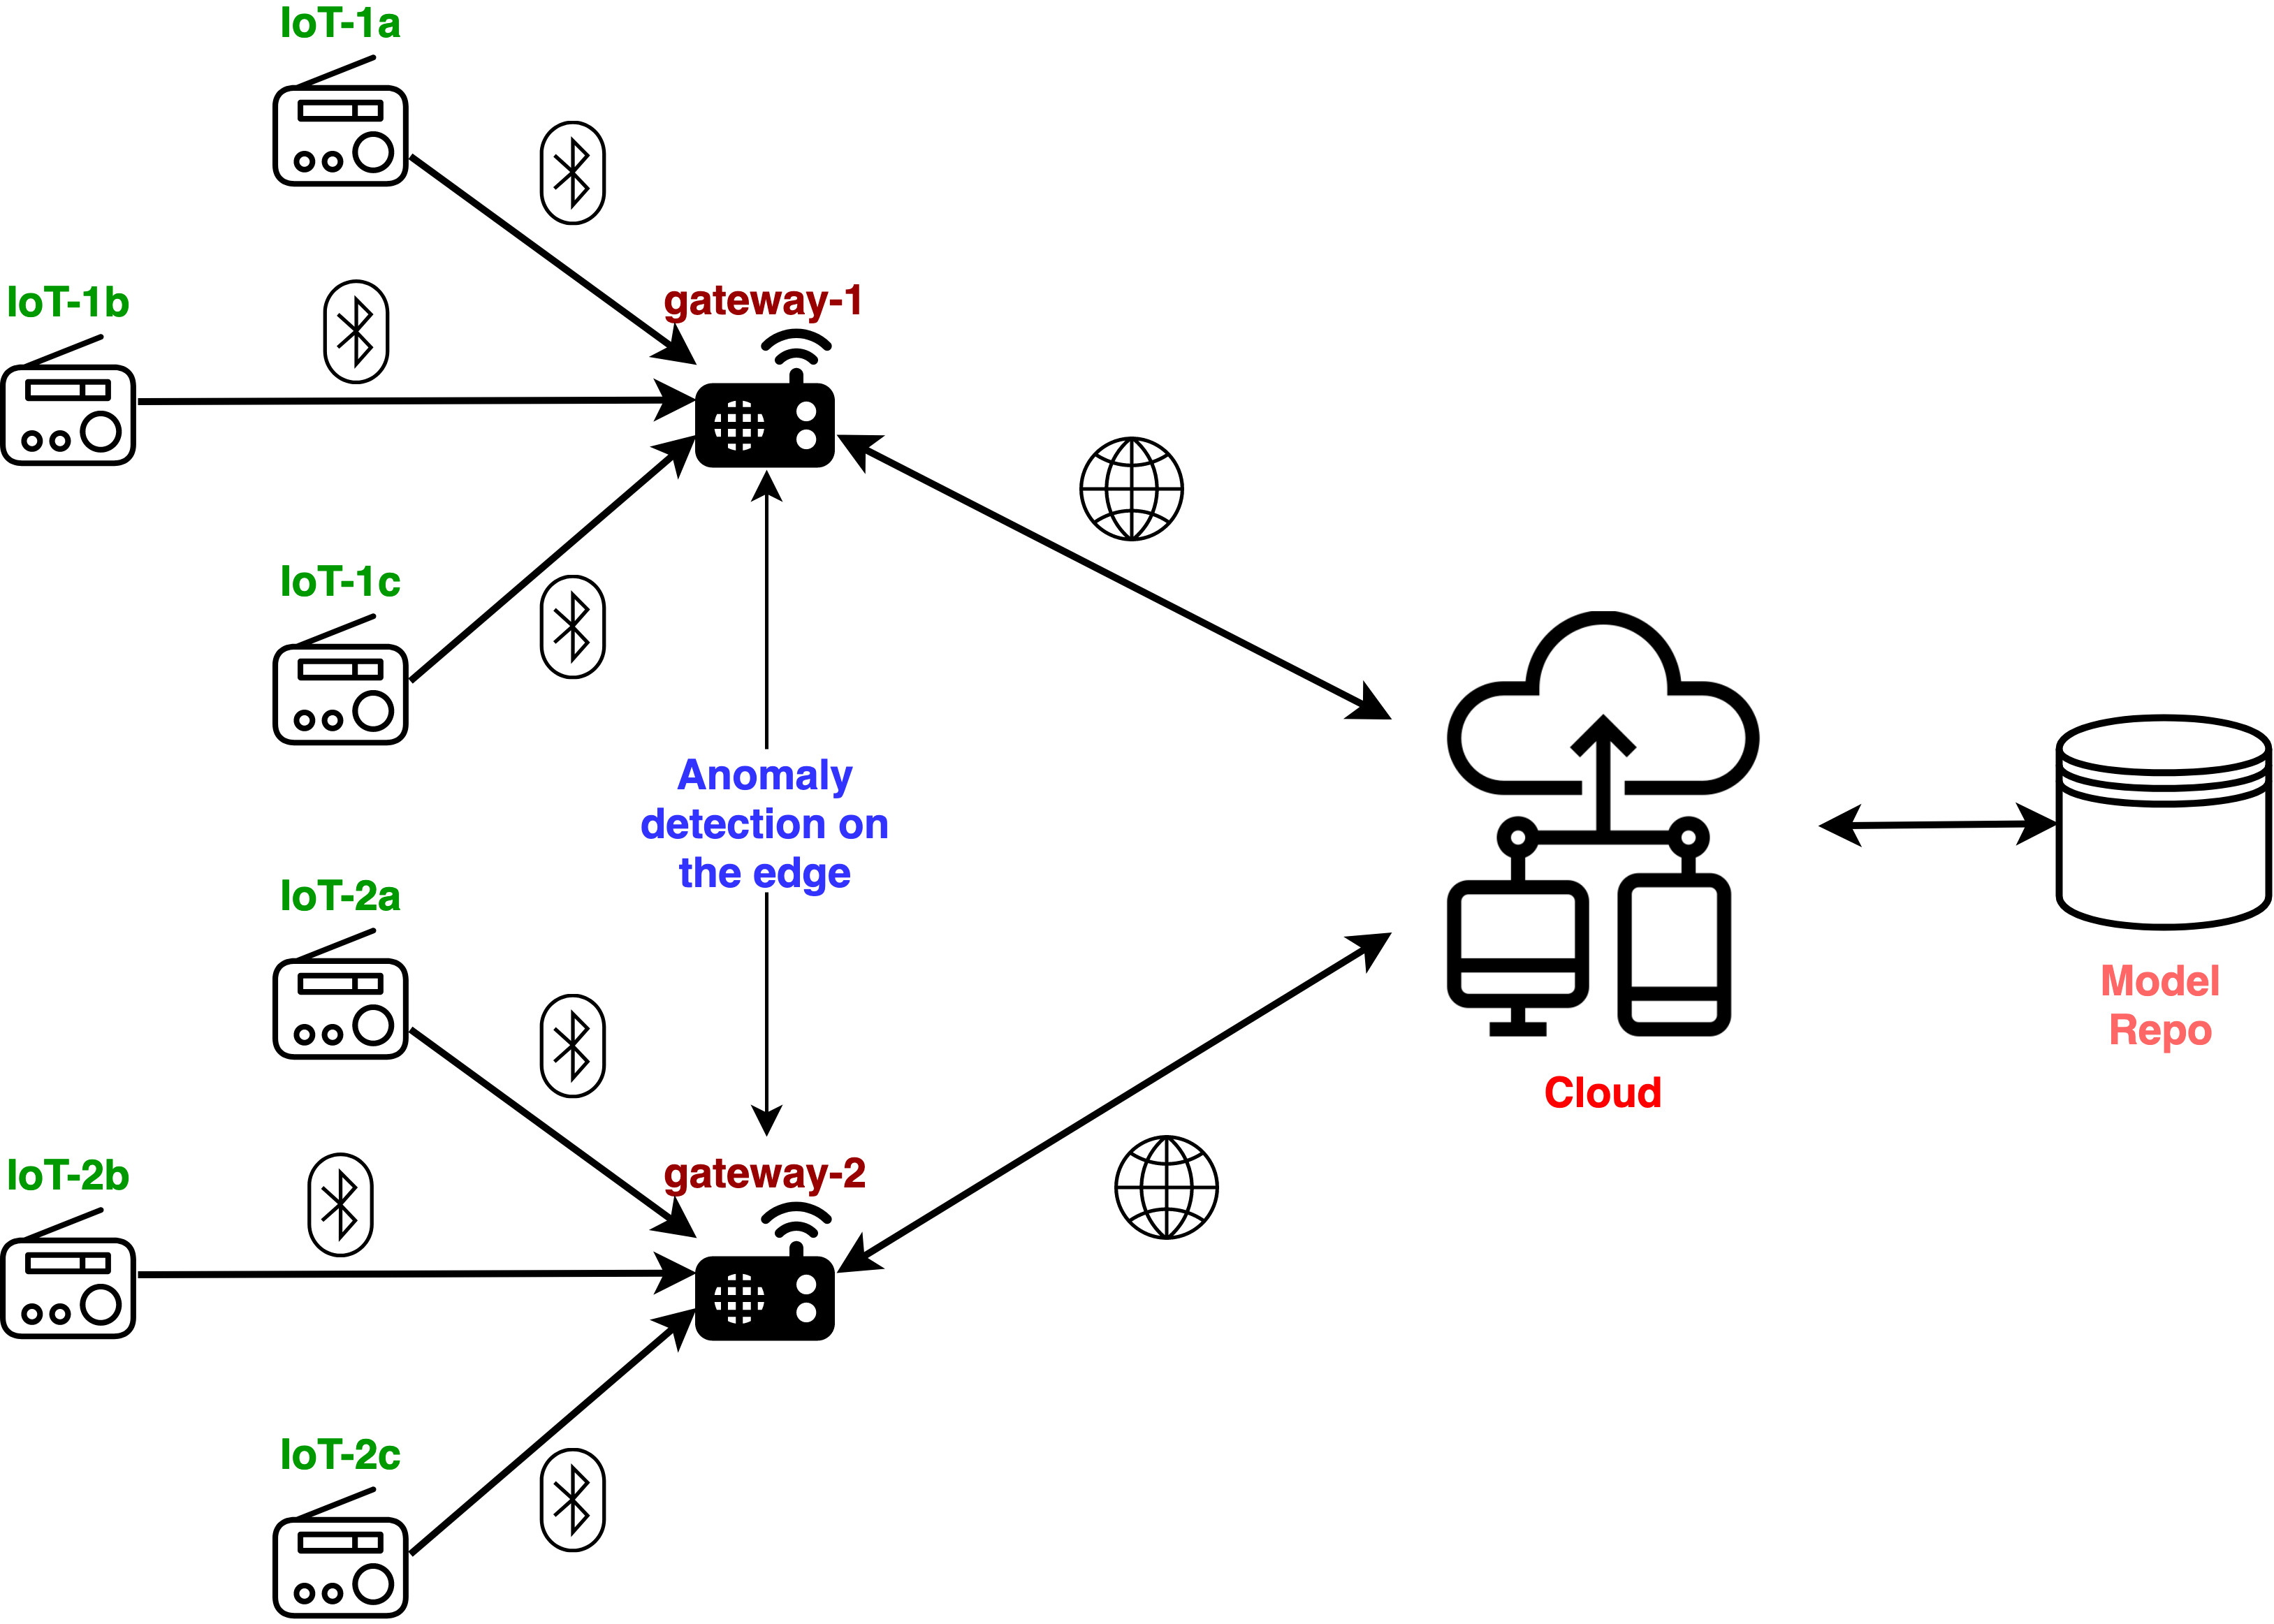 IoT-1a
IoT-1b
gateway-1
IoT-1c
Anomaly
detection on
the edge
IoT-2a
Model
Repo
Cloud
IoT-2b
gateway-2
IoT-2c